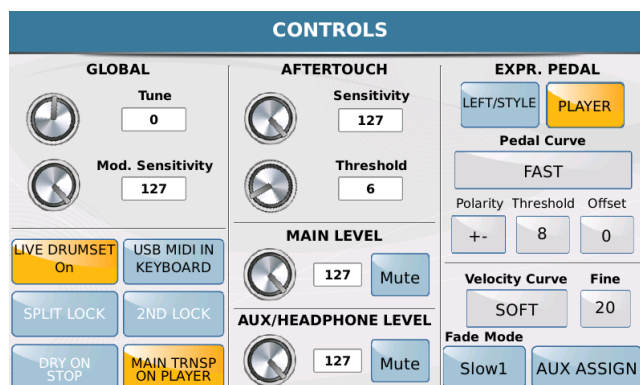 CONTROLS
GLOBAL
Tune
0
Mod. Sensitivity
127
LIVE DRUMSET
On
USB MIDI IN
KEYBOARD
SPLIT LOCK
2ND LOCK
DRY ON
STOP
MAIN TRNSP
ON PLAYER
AFTERTOUCH
Sensitivity
127
Threshold
6
MAIN LEVEL
127
Mute
AUX/HEADPHONE LEVEL
127
Mute
EXPR. PEDAL
LEFT/STYLE
PLAYER
Pedal Curve
FAST
Polarity Threshold Offset
+- 8 0
Velocity Curve Fine
SOFT 20
Fade Mode
Slow1
AUX ASSIGN